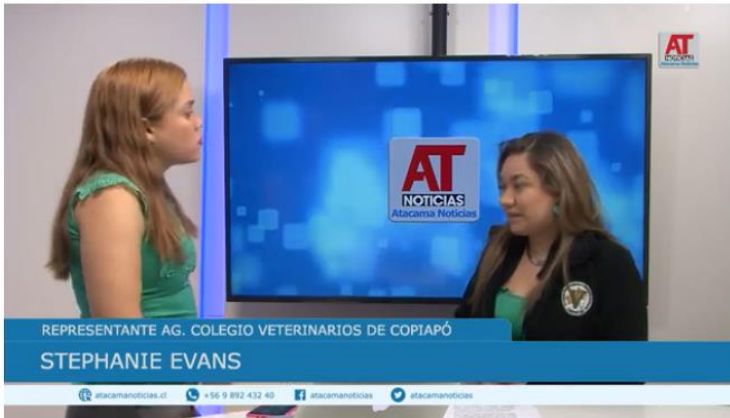 AT
NOTICIAS
Atacama Noticias
AT
NOTICIAS
Atacama Noticias
REPRESENTANTE AG. COLEGIO VETERINARIOS DE COPIAPÓ
STEPHANIE EVANS
atacamanoticias.cl +56 9 892 432 40 atacamanoticias atacamanoticias